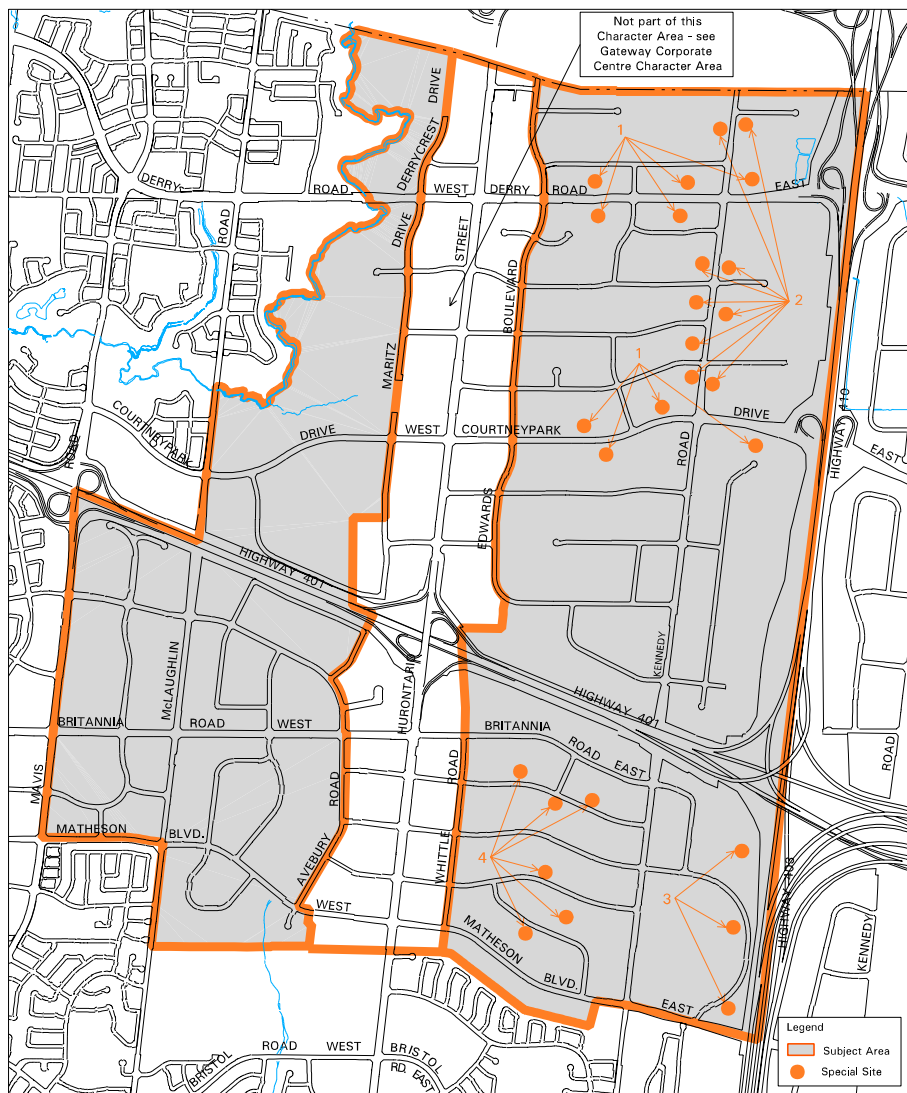 Not part of this
Character Area - see
Gateway Corporate
Centre Character Area
DRIVE
DERRYCREST
1
2
DERRY
ROAD
WEST
DERRY
ROAD
EAST
ROAD
DRIVE
STREET
BOULEVARD
2
1
MARITZ
COURTNEYPARK
DRIVE
WEST
COURTNEYPARK
DRIVE
EAST
ROAD
ROAD
HIGHWAY 410
EDWARDS
HIGHWAY 401
McLAUGHLIN
HURONTARIO
KENNEDY
HIGHWAY 401
BRITANNIA
ROAD
WEST
BRITANNIA
ROAD
EAST
ROAD
MAVIS
ROAD
ROAD
MATHESON
BLVD.
AVEBURY
WHITTLE
4
3
WEST
MATHESON
BLVD.
EAST
HIGHWAY 403
KENNEDY
BRISTOL
ROAD
WEST
BRISTOL
RD. EAST
Legend
Subject Area
Special Site